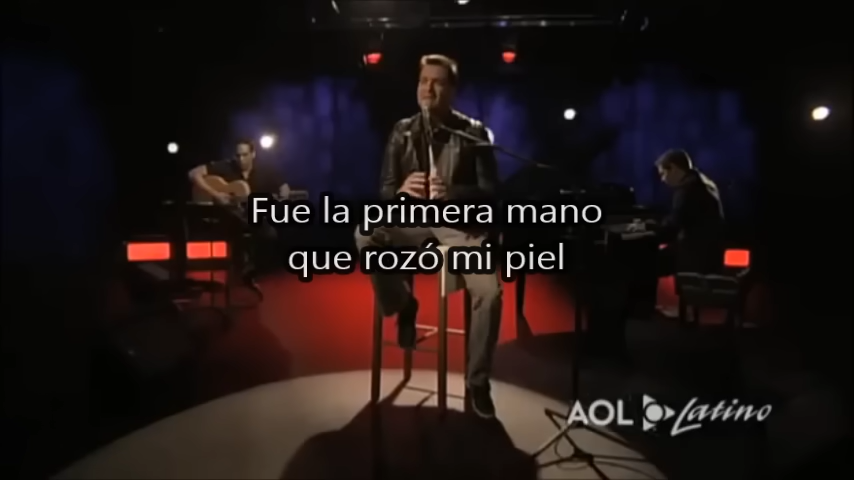 Fue la primera mano
que rozó mi piel
AOL Latino